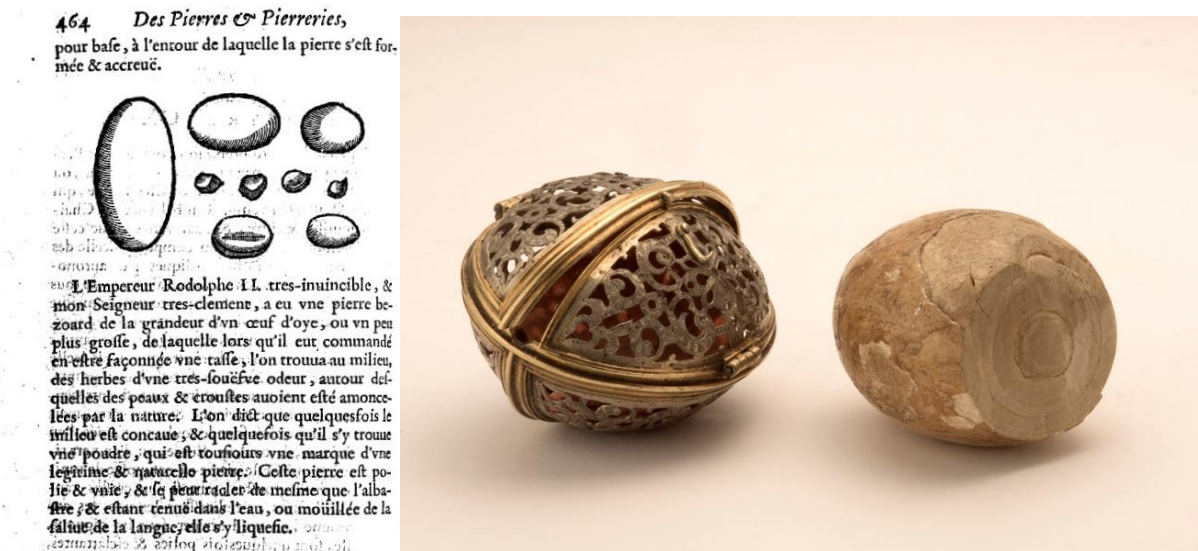 464 Des Pierres & Pierreries,
pour baſe, à l'entour de laquelle la pierre s'eſt for-
mée & accreuë.
L'Empereur Rodolphe II. tres-inuincible, &
mon Seigneur tres-clement, a eu vne pierre be-
zoard de la grandeur d'vn œuf d'oye, ou vn peu
plus groſſe, de laquelle lors qu'il eut commandé
en eſtre façonnée vne taſſe, l'on trouua au milieu,
des herbes d'vne tres-ſouëfve odeur, autour deſ-
quelles des peaux & crouſtes auoient eſté amonce-
lées par la nature. L'on dict que quelquesfois le
milieu eſt concaue, & quelquefois qu'il s'y trouue
vne poudre, qui eſt touſiours vne marque d'vne
legitime & naturelle pierre. Ceſte pierre eſt po-
lie & vnie, & ſe peut racler de meſme que l'alba-
ſtre, & eſtant tenuë dans l'eau, ou moüillée de la
ſaliue de la langue, elle s'y liquefie.